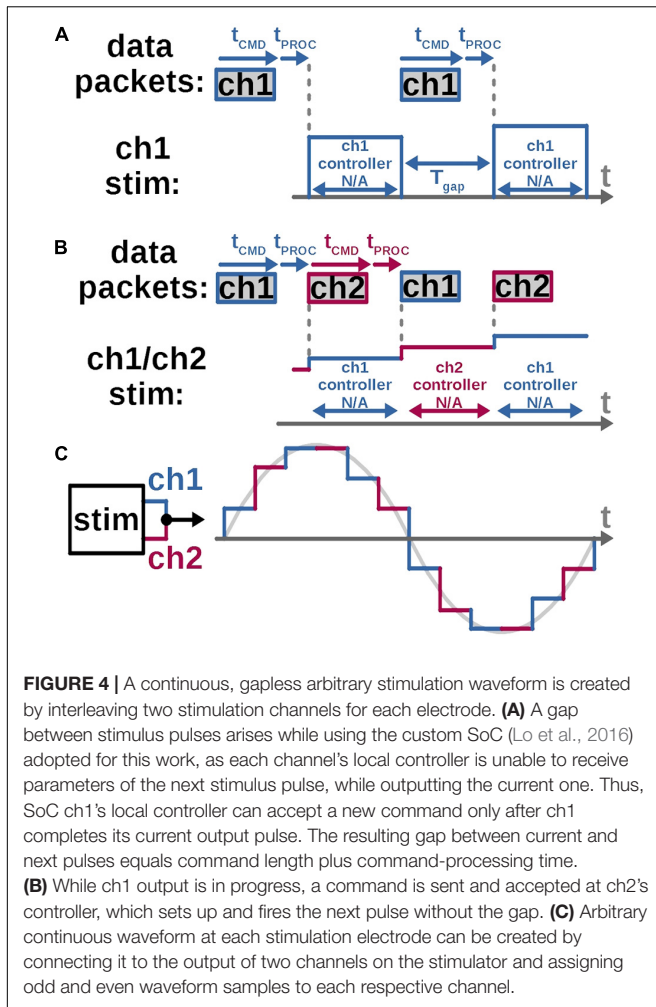 A
data packets:
t_CMD t_PROC t_CMD t_PROC
ch1 ch1
ch1 stim:
ch1 controller N/A
T_gap
ch1 controller N/A
t
B
data packets:
t_CMD t_PROC t_CMD t_PROC
ch1 ch2 ch1 ch2
ch1/ch2 stim:
ch1 controller N/A
ch2 controller N/A
ch1 controller N/A
t
C
stim
ch1
ch2
t
FIGURE 4 | A continuous, gapless arbitrary stimulation waveform is created
by interleaving two stimulation channels for each electrode. (A) A gap
between stimulus pulses arises while using the custom SoC (Lo et al., 2016)
adopted for this work, as each channel's local controller is unable to receive
parameters of the next stimulus pulse, while outputting the current one. Thus,
SoC ch1's local controller can accept a new command only after ch1
completes its current output pulse. The resulting gap between current and
next pulses equals command length plus command-processing time.
(B) While ch1 output is in progress, a command is sent and accepted at ch2's
controller, which sets up and fires the next pulse without the gap. (C) Arbitrary
continuous waveform at each stimulation electrode can be created by
connecting it to the output of two channels on the stimulator and assigning
odd and even waveform samples to each respective channel.